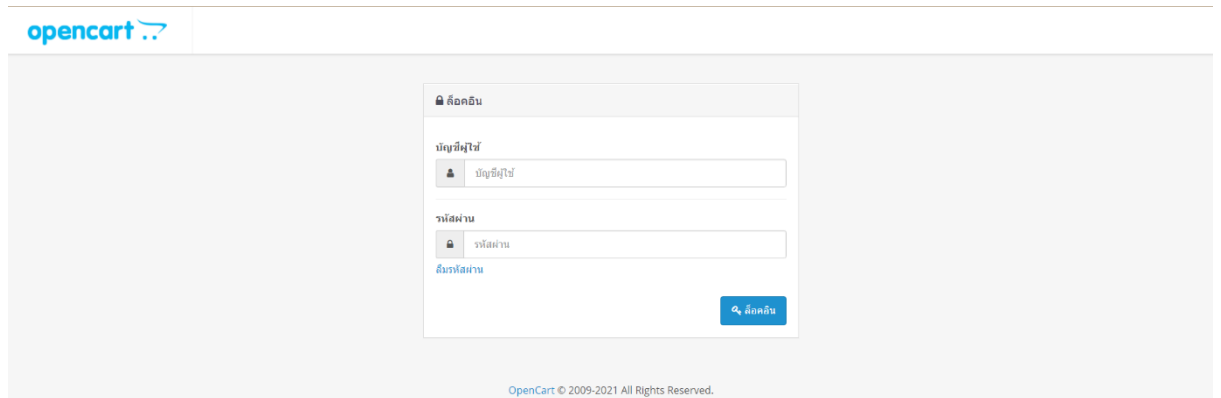 opencart
ล็อคอิน
บัญชีผู้ใช้
บัญชีผู้ใช้
รหัสผ่าน
รหัสผ่าน
ลืมรหัสผ่าน
ล็อคอิน
OpenCart © 2009-2021 All Rights Reserved.